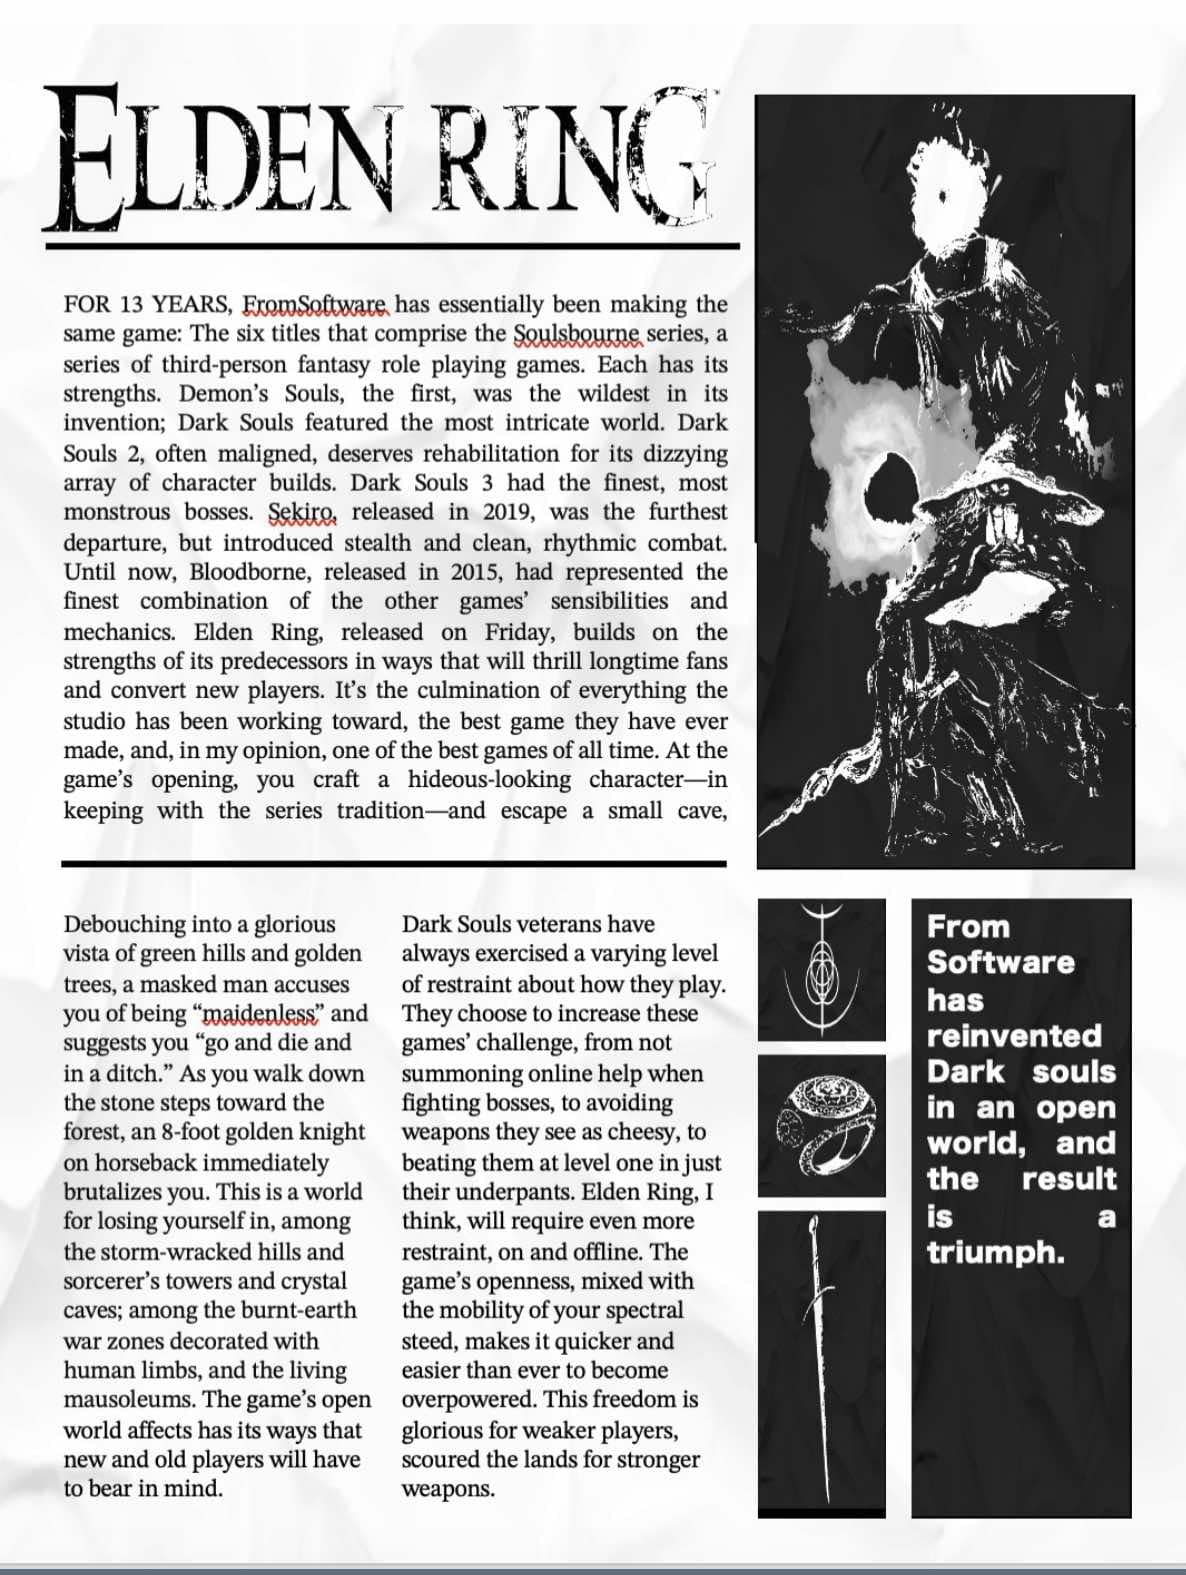 ELDEN RING
FOR 13 YEARS, FromSoftware has essentially been making the
same game: The six titles that comprise the Soulsbourne series, a
series of third-person fantasy role playing games. Each has its
strengths. Demon’s Souls, the first, was the wildest in its
invention; Dark Souls featured the most intricate world. Dark
Souls 2, often maligned, deserves rehabilitation for its dizzying
array of character builds. Dark Souls 3 had the finest, most
monstrous bosses. Sekiro, released in 2019, was the furthest
departure, but introduced stealth and clean, rhythmic combat.
Until now, Bloodborne, released in 2015, had represented the
finest combination of the other games’ sensibilities and
mechanics. Elden Ring, released on Friday, builds on the
strengths of its predecessors in ways that will thrill longtime fans
and convert new players. It’s the culmination of everything the
studio has been working toward, the best game they have ever
made, and, in my opinion, one of the best games of all time. At the
game’s opening, you craft a hideous-looking character—in
keeping with the series tradition—and escape a small cave,
Debouching into a glorious
vista of green hills and golden
trees, a masked man accuses
you of being “maidenless” and
suggests you “go and die and
in a ditch.” As you walk down
the stone steps toward the
forest, an 8-foot golden knight
on horseback immediately
brutalizes you. This is a world
for losing yourself in, among
the storm-wracked hills and
sorcerer’s towers and crystal
caves; among the burnt-earth
war zones decorated with
human limbs, and the living
mausoleums. The game’s open
world affects has its ways that
new and old players will have
to bear in mind.
Dark Souls veterans have
always exercised a varying level
of restraint about how they play.
They choose to increase these
games’ challenge, from not
summoning online help when
fighting bosses, to avoiding
weapons they see as cheesy, to
beating them at level one in just
their underpants. Elden Ring, I
think, will require even more
restraint, on and offline. The
game’s openness, mixed with
the mobility of your spectral
steed, makes it quicker and
easier than ever to become
overpowered. This freedom is
glorious for weaker players,
scoured the lands for stronger
weapons.
From
Software
has
reinvented
Dark souls
in an open
world, and
the result
is a
triumph.